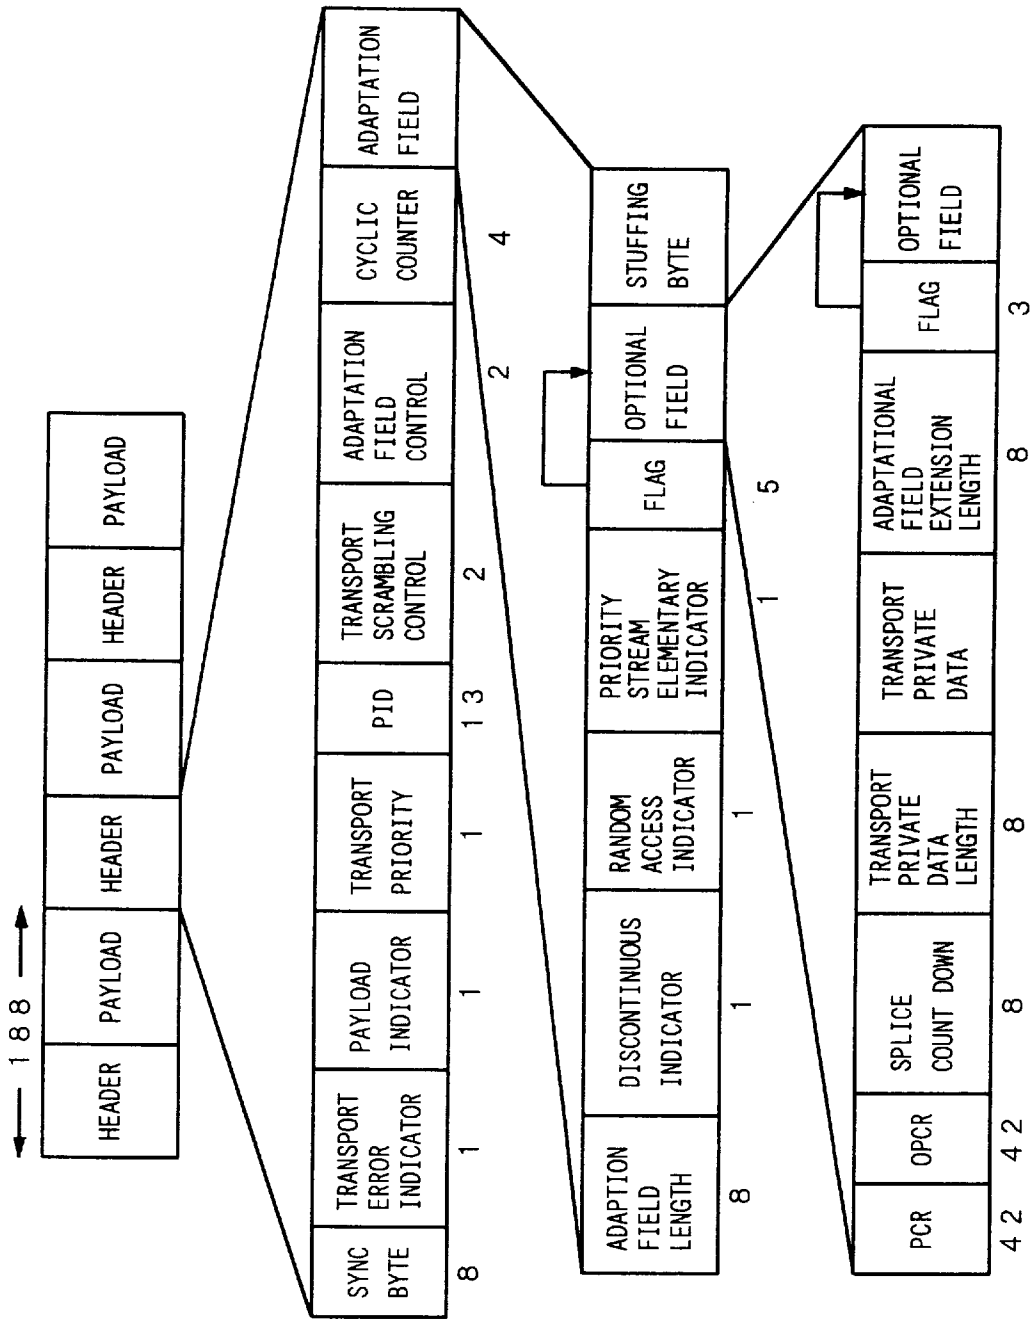 188
HEADER
PAYLOAD
HEADER
PAYLOAD
HEADER
PAYLOAD
SYNC
BYTE
TRANSPORT
ERROR
INDICATOR
PAYLOAD
INDICATOR
TRANSPORT
PRIORITY
PID
TRANSPORT
SCRAMBLING
CONTROL
ADAPTATION
FIELD
CONTROL
CYCLIC
COUNTER
ADAPTATION
FIELD
8
1
1
1
13
2
2
4
ADAPTION
FIELD
LENGTH
DISCONTINUOUS
INDICATOR
RANDOM
ACCESS
INDICATOR
PRIORITY
STREAM
ELEMENTARY
INDICATOR
FLAG
OPTIONAL
FIELD
STUFFING
BYTE
8
1
1
1
5
PCR
OPCR
SPLICE
COUNT DOWN
TRANSPORT
PRIVATE
DATA
LENGTH
TRANSPORT
PRIVATE
DATA
ADAPTATIONAL
FIELD
EXTENSION
LENGTH
FLAG
OPTIONAL
FIELD
42
42
8
8
8
3